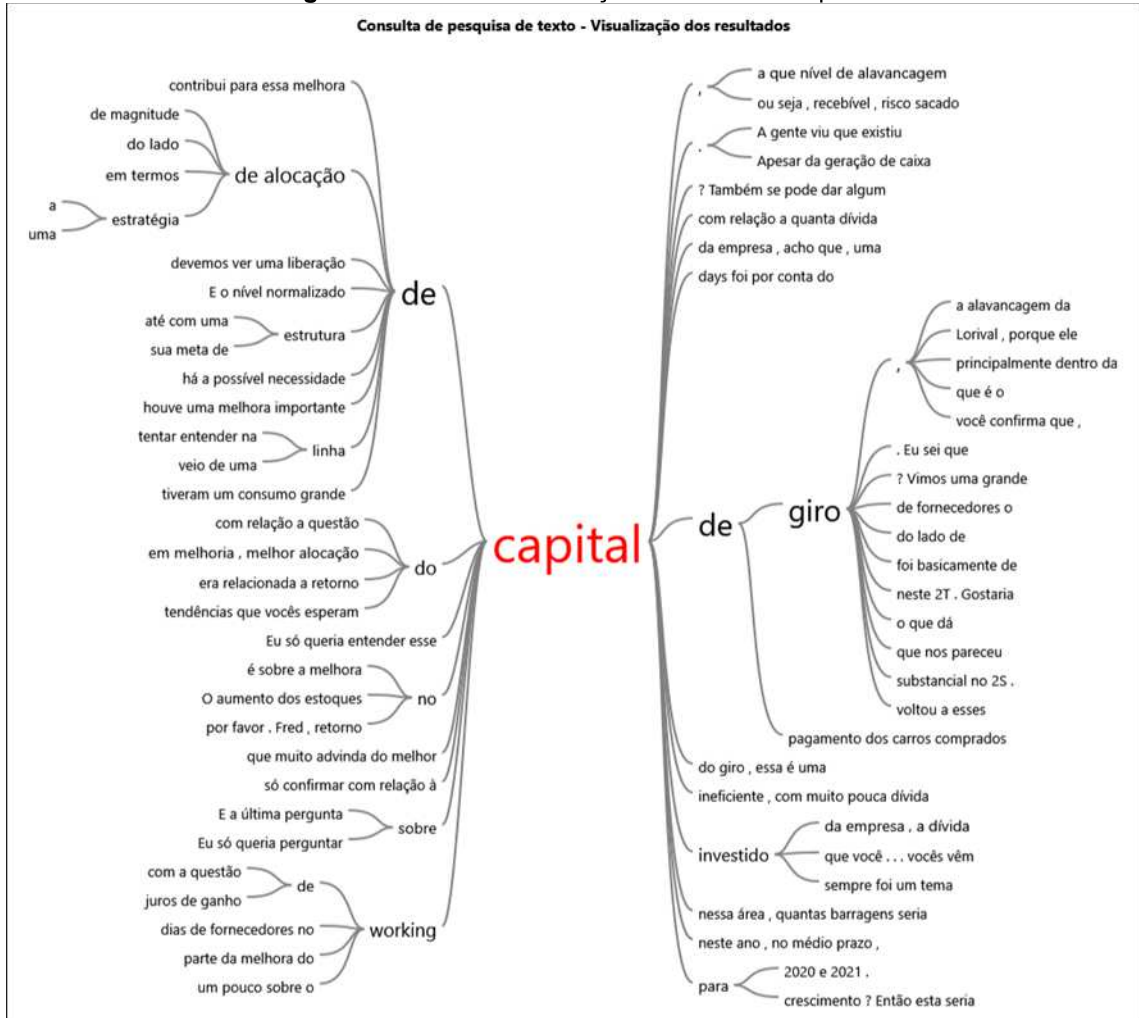 Consulta de pesquisa de texto - Visualização dos resultados
contribui para essa melhora
de magnitude
do lado
em termos
a
uma
estratégia
de alocação
devemos ver uma liberação
E o nível normalizado
até com uma
sua meta de
estrutura
há a possível necessidade
houve uma melhora importante
tentar entender na
veio de uma
linha
tiveram um consumo grande
de
com relação a questão
em melhoria , melhor alocação
era relacionada a retorno
tendências que vocês esperam
do
Eu só queria entender esse
é sobre a melhora
O aumento dos estoques
por favor . Fred , retorno
no
que muito advinda do melhor
só confirmar com relação à
E a última pergunta
Eu só queria perguntar
sobre
com a questão
juros de ganho
de
dias de fornecedores no
parte da melhora do
um pouco sobre o
working
capital
,
a que nível de alavancagem
ou seja , recebível , risco sacado
.
A gente viu que existiu
Apesar da geração de caixa
? Também se pode dar algum
com relação a quanta dívida
da empresa , acho que , uma
days foi por conta do
de
giro
,
a alavancagem da
Lorival , porque ele
principalmente dentro da
que é o
você confirma que ,
. Eu sei que
? Vimos uma grande
de fornecedores o
do lado de
foi basicamente de
neste 2T . Gostaria
o que dá
que nos pareceu
substancial no 2S .
voltou a esses
pagamento dos carros comprados
do giro , essa é uma
ineficiente , com muito pouca dívida
investido
da empresa , a dívida
que você . . . vocês vêm
sempre foi um tema
nessa área , quantas barragens seria
neste ano , no médio prazo ,
para
2020 e 2021 .
crescimento ? Então esta seria